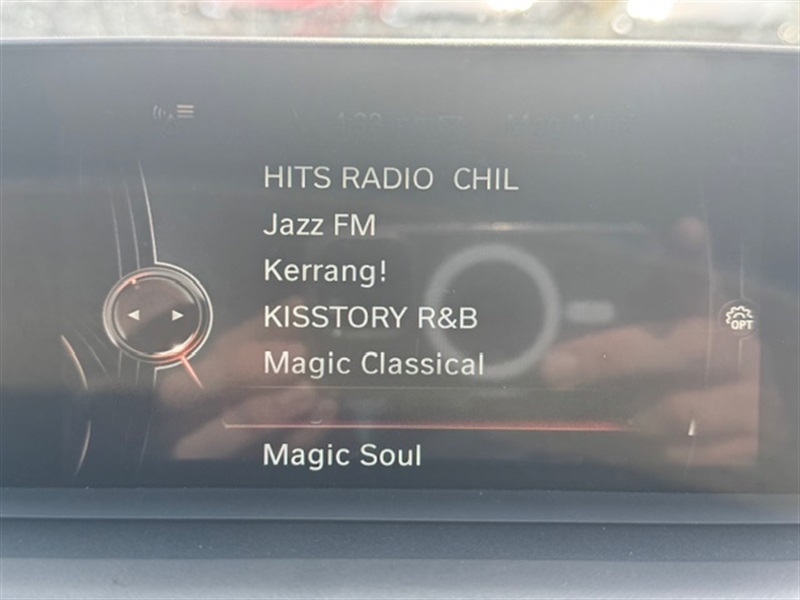 HITS RADIO CHIL
Jazz FM
Kerrang!
KISSTORY R&B
OPT
Magic Classical
Magic Soul